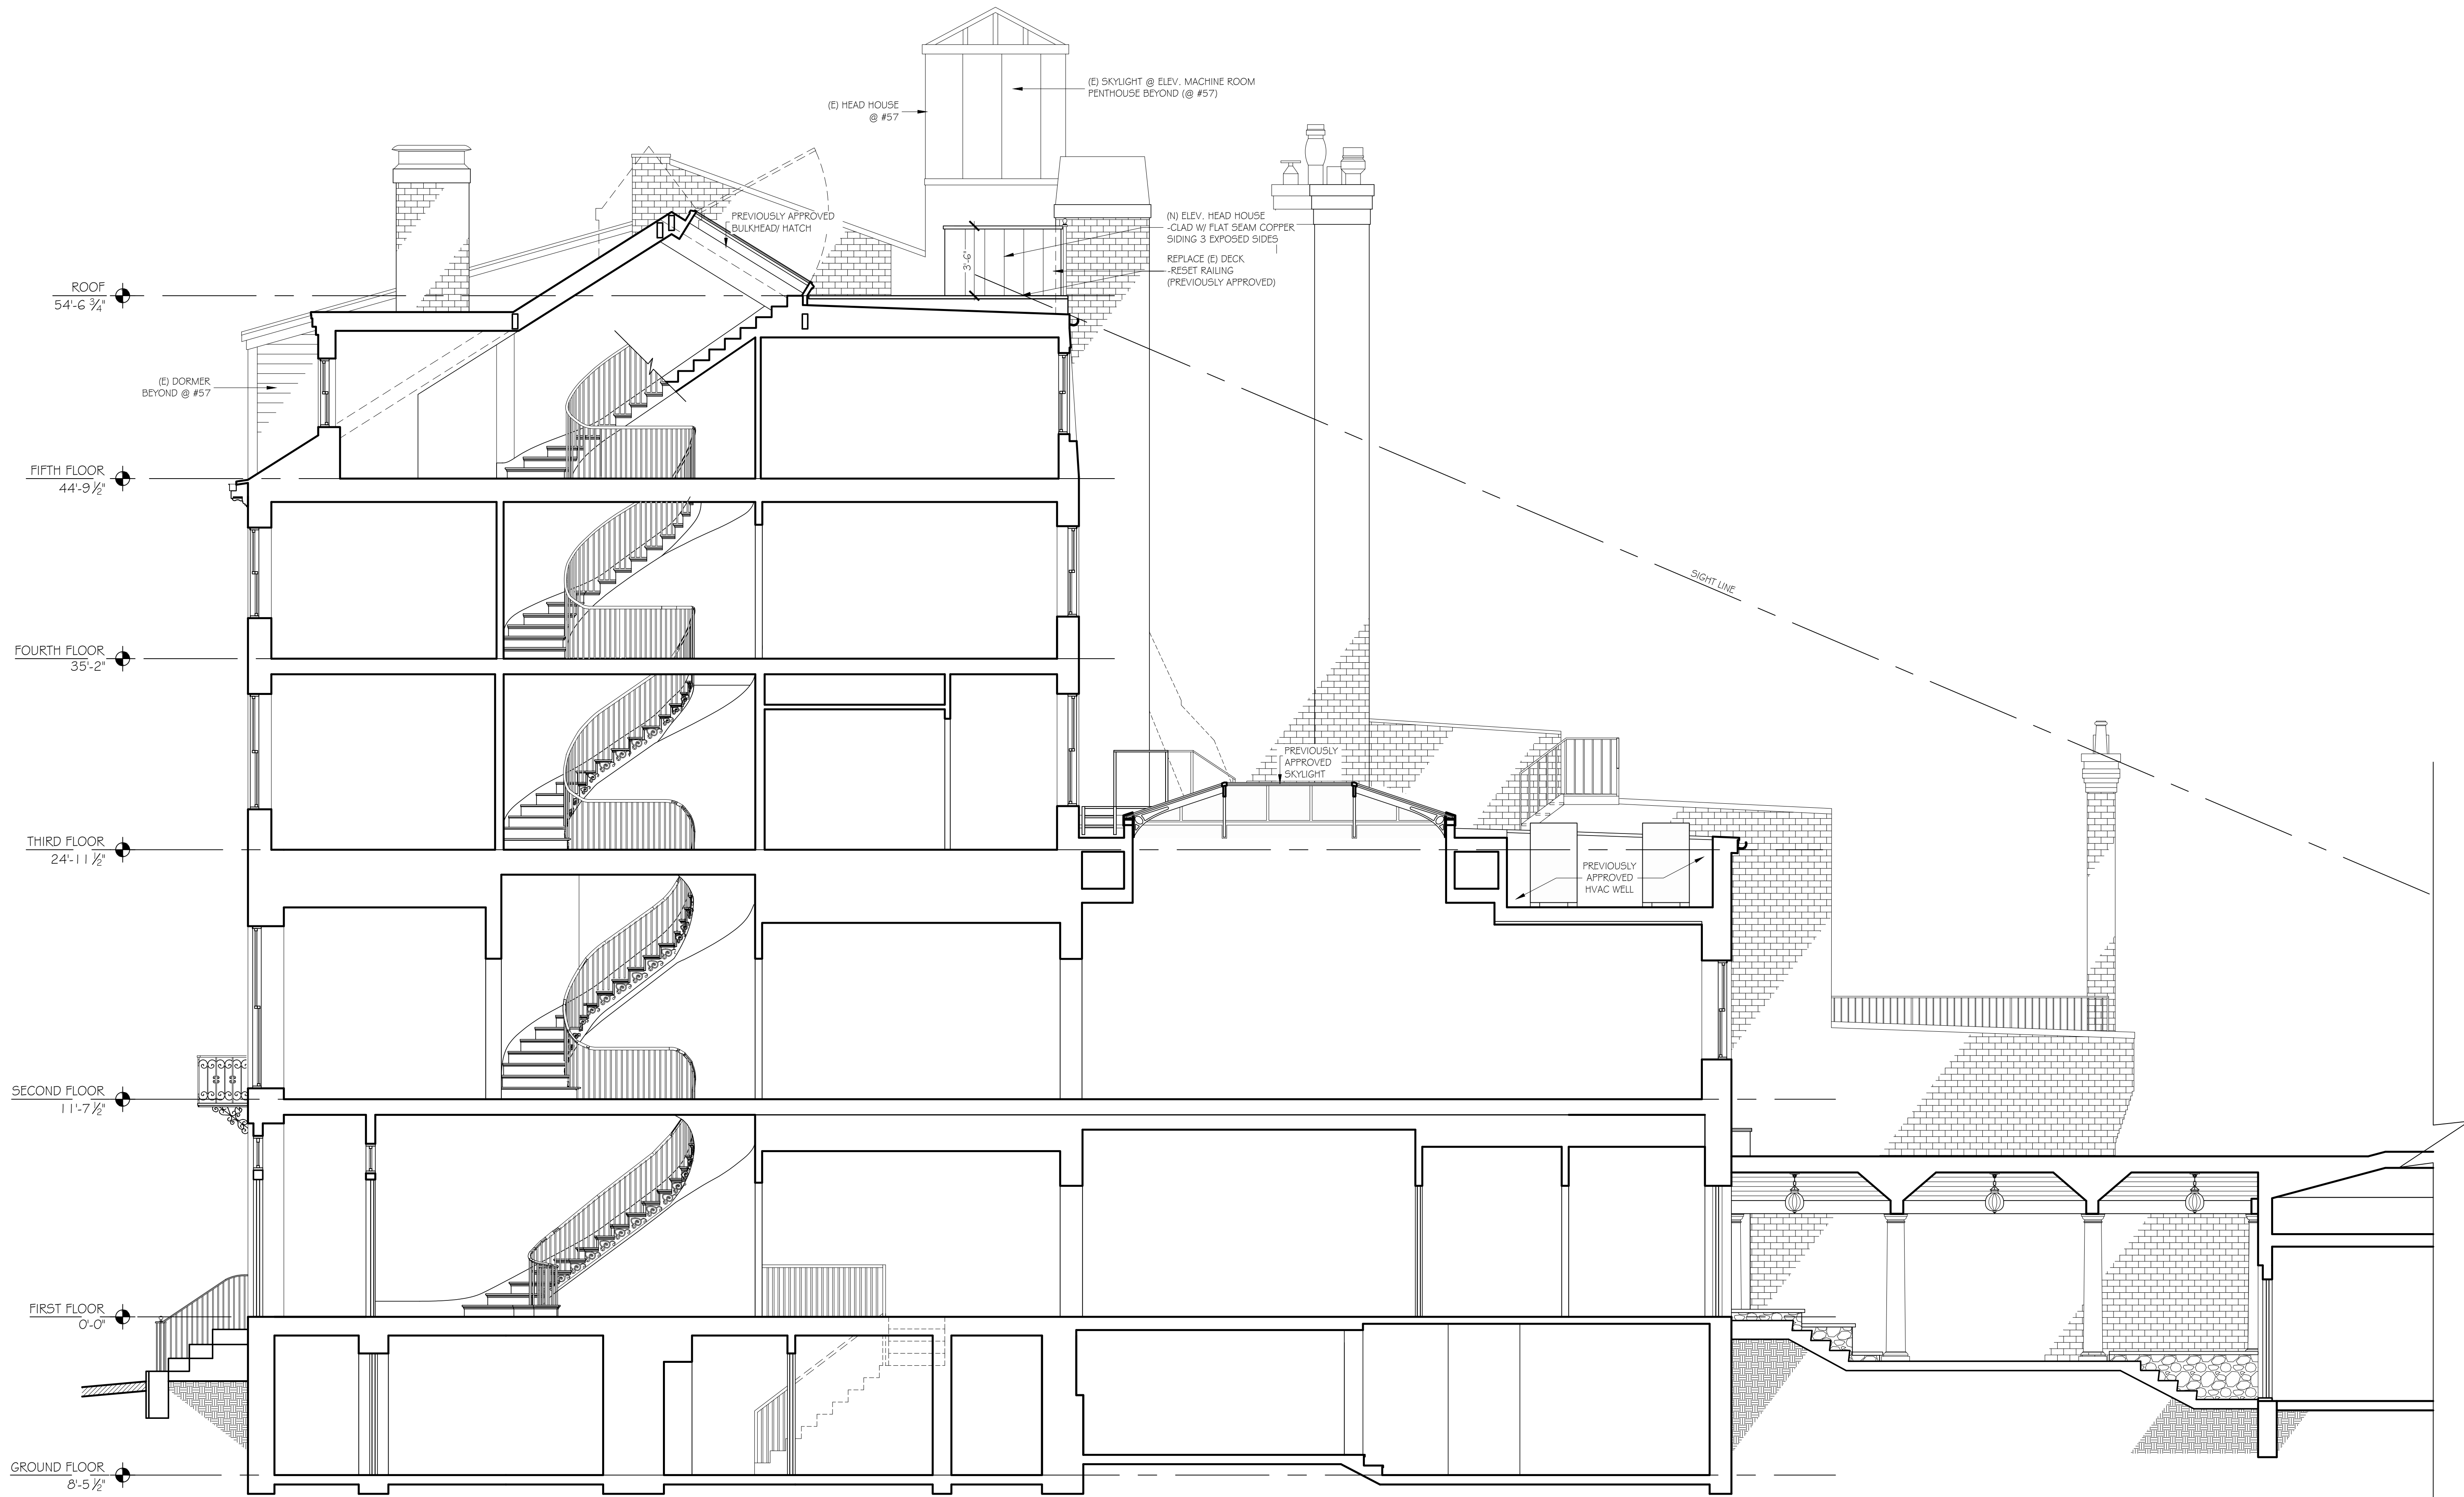 (E) SKYLIGHT @ ELEV. MACHINE ROOM
PENTHOUSE BEYOND (@ #57)
(E) HEAD HOUSE
@ #57
PREVIOUSLY APPROVED
BULKHEAD/ HATCH
(N) ELEV. HEAD HOUSE
-CLAD W/ FLAT SEAM COPPER
SIDING 3 EXPOSED SIDES
3'-6"
REPLACE (E) DECK
-RESET RAILING
(PREVIOUSLY APPROVED)
ROOF
54'-6 3/4"
(E) DORMER
BEYOND @ #57
FIFTH FLOOR
44'-9 1/2"
SIGHT LINE
FOURTH FLOOR
35'-2"
PREVIOUSLY
APPROVED
SKYLIGHT
THIRD FLOOR
24'-11 1/2"
PREVIOUSLY
APPROVED
HVAC WELL
SECOND FLOOR
11'-7 1/2"
FIRST FLOOR
0'-0"
GROUND FLOOR
8'-5 1/2"